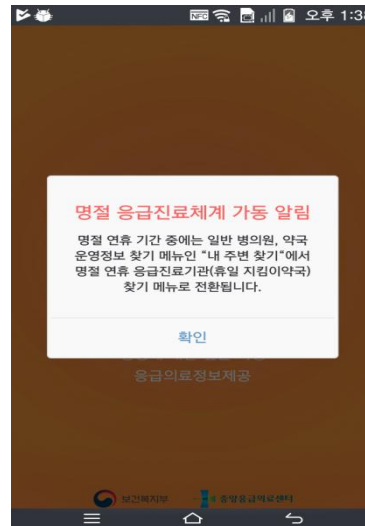 NFC 오후 1:38
명절 응급진료체계 가동 알림
명절 연휴 기간 중에는 일반 병의원, 약국
운영정보 찾기 메뉴인 "내 주변 찾기"에서
명절 연휴 응급진료기관(휴일 지킴이약국)
찾기 메뉴로 전환됩니다.
확인
응급의료정보제공
보건복지부 중앙응급의료센터